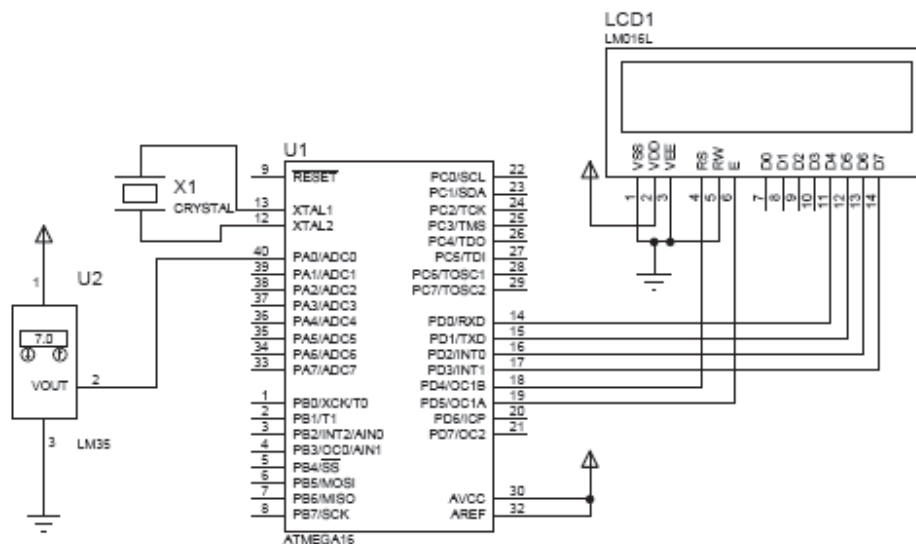 LCD1
LM016L
VSS
VDD
VEE
RS
RW
E
D0
D1
D2
D3
D4
D5
D6
D7
1
2
3
4
5
6
7
8
9
10
11
12
13
14
U1
9 RESET
13 XTAL1
12 XTAL2
40 PA0/ADC0
39 PA1/ADC1
38 PA2/ADC2
37 PA3/ADC3
36 PA4/ADC4
35 PA5/ADC5
34 PA6/ADC6
33 PA7/ADC7
1 PB0/XCK/T0
2 PB1/T1
3 PB2/INT2/AIN0
4 PB3/OC0/AIN1
5 PB4/SS
6 PB5/MOSI
7 PB6/MISO
8 PB7/SCK
PC0/SCL 22
PC1/SDA 23
PC2/TCK 24
PC3/TMS 25
PC4/TDO 26
PC5/TDI 27
PC6/TOSC1 28
PC7/TOSC2 29
PD0/RXD 14
PD1/TXD 15
PD2/INT0 16
PD3/INT1 17
PD4/OC1B 18
PD5/OC1A 19
PD6/ICP 20
PD7/OC2 21
AVCC 30
AREF 32
ATMEGA16
X1
CRYSTAL
U2
1
7.0
VOUT
2
3
LM35